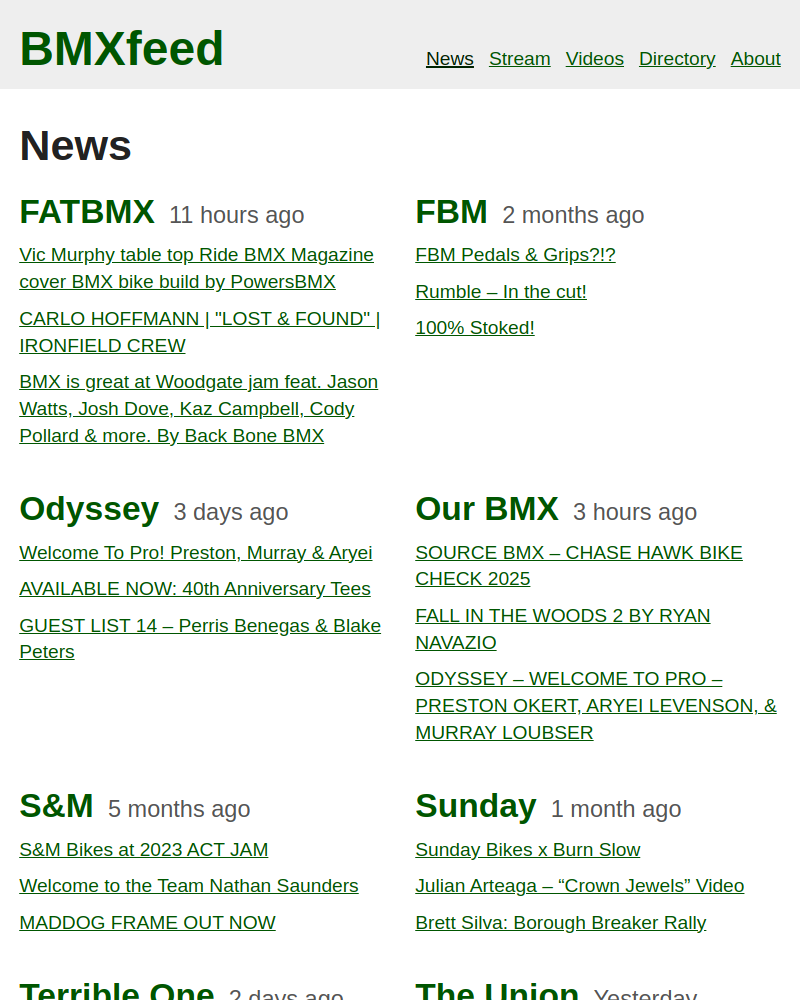 BMXfeed
News Stream Videos Directory About
News
FATBMX 11 hours ago
Vic Murphy table top Ride BMX Magazine
cover BMX bike build by PowersBMX
CARLO HOFFMANN | "LOST & FOUND" |
IRONFIELD CREW
BMX is great at Woodgate jam feat. Jason
Watts, Josh Dove, Kaz Campbell, Cody
Pollard & more. By Back Bone BMX
FBM 2 months ago
FBM Pedals & Grips?!?
Rumble – In the cut!
100% Stoked!
Odyssey 3 days ago
Welcome To Pro! Preston, Murray & Aryei
AVAILABLE NOW: 40th Anniversary Tees
GUEST LIST 14 – Perris Benegas & Blake
Peters
Our BMX 3 hours ago
SOURCE BMX – CHASE HAWK BIKE
CHECK 2025
FALL IN THE WOODS 2 BY RYAN
NAVAZIO
ODYSSEY – WELCOME TO PRO –
PRESTON OKERT, ARYEI LEVENSON, &
MURRAY LOUBSER
S&M 5 months ago
S&M Bikes at 2023 ACT JAM
Welcome to the Team Nathan Saunders
MADDOG FRAME OUT NOW
Sunday 1 month ago
Sunday Bikes x Burn Slow
Julian Arteaga – “Crown Jewels” Video
Brett Silva: Borough Breaker Rally
Terrible One 2 days ago
The Union Yesterday